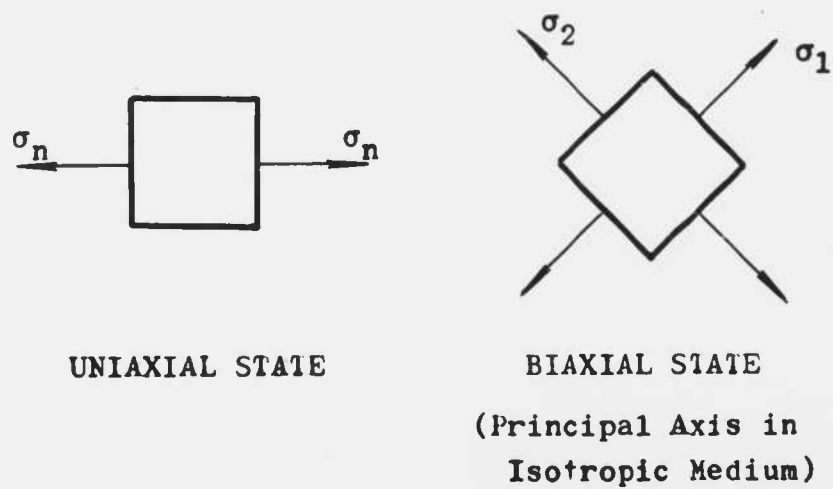 σn
σn
σ2
σ1
UNIAXIAL STATE
BIAXIAL STATE
(Principal Axis in
Isotropic Medium)